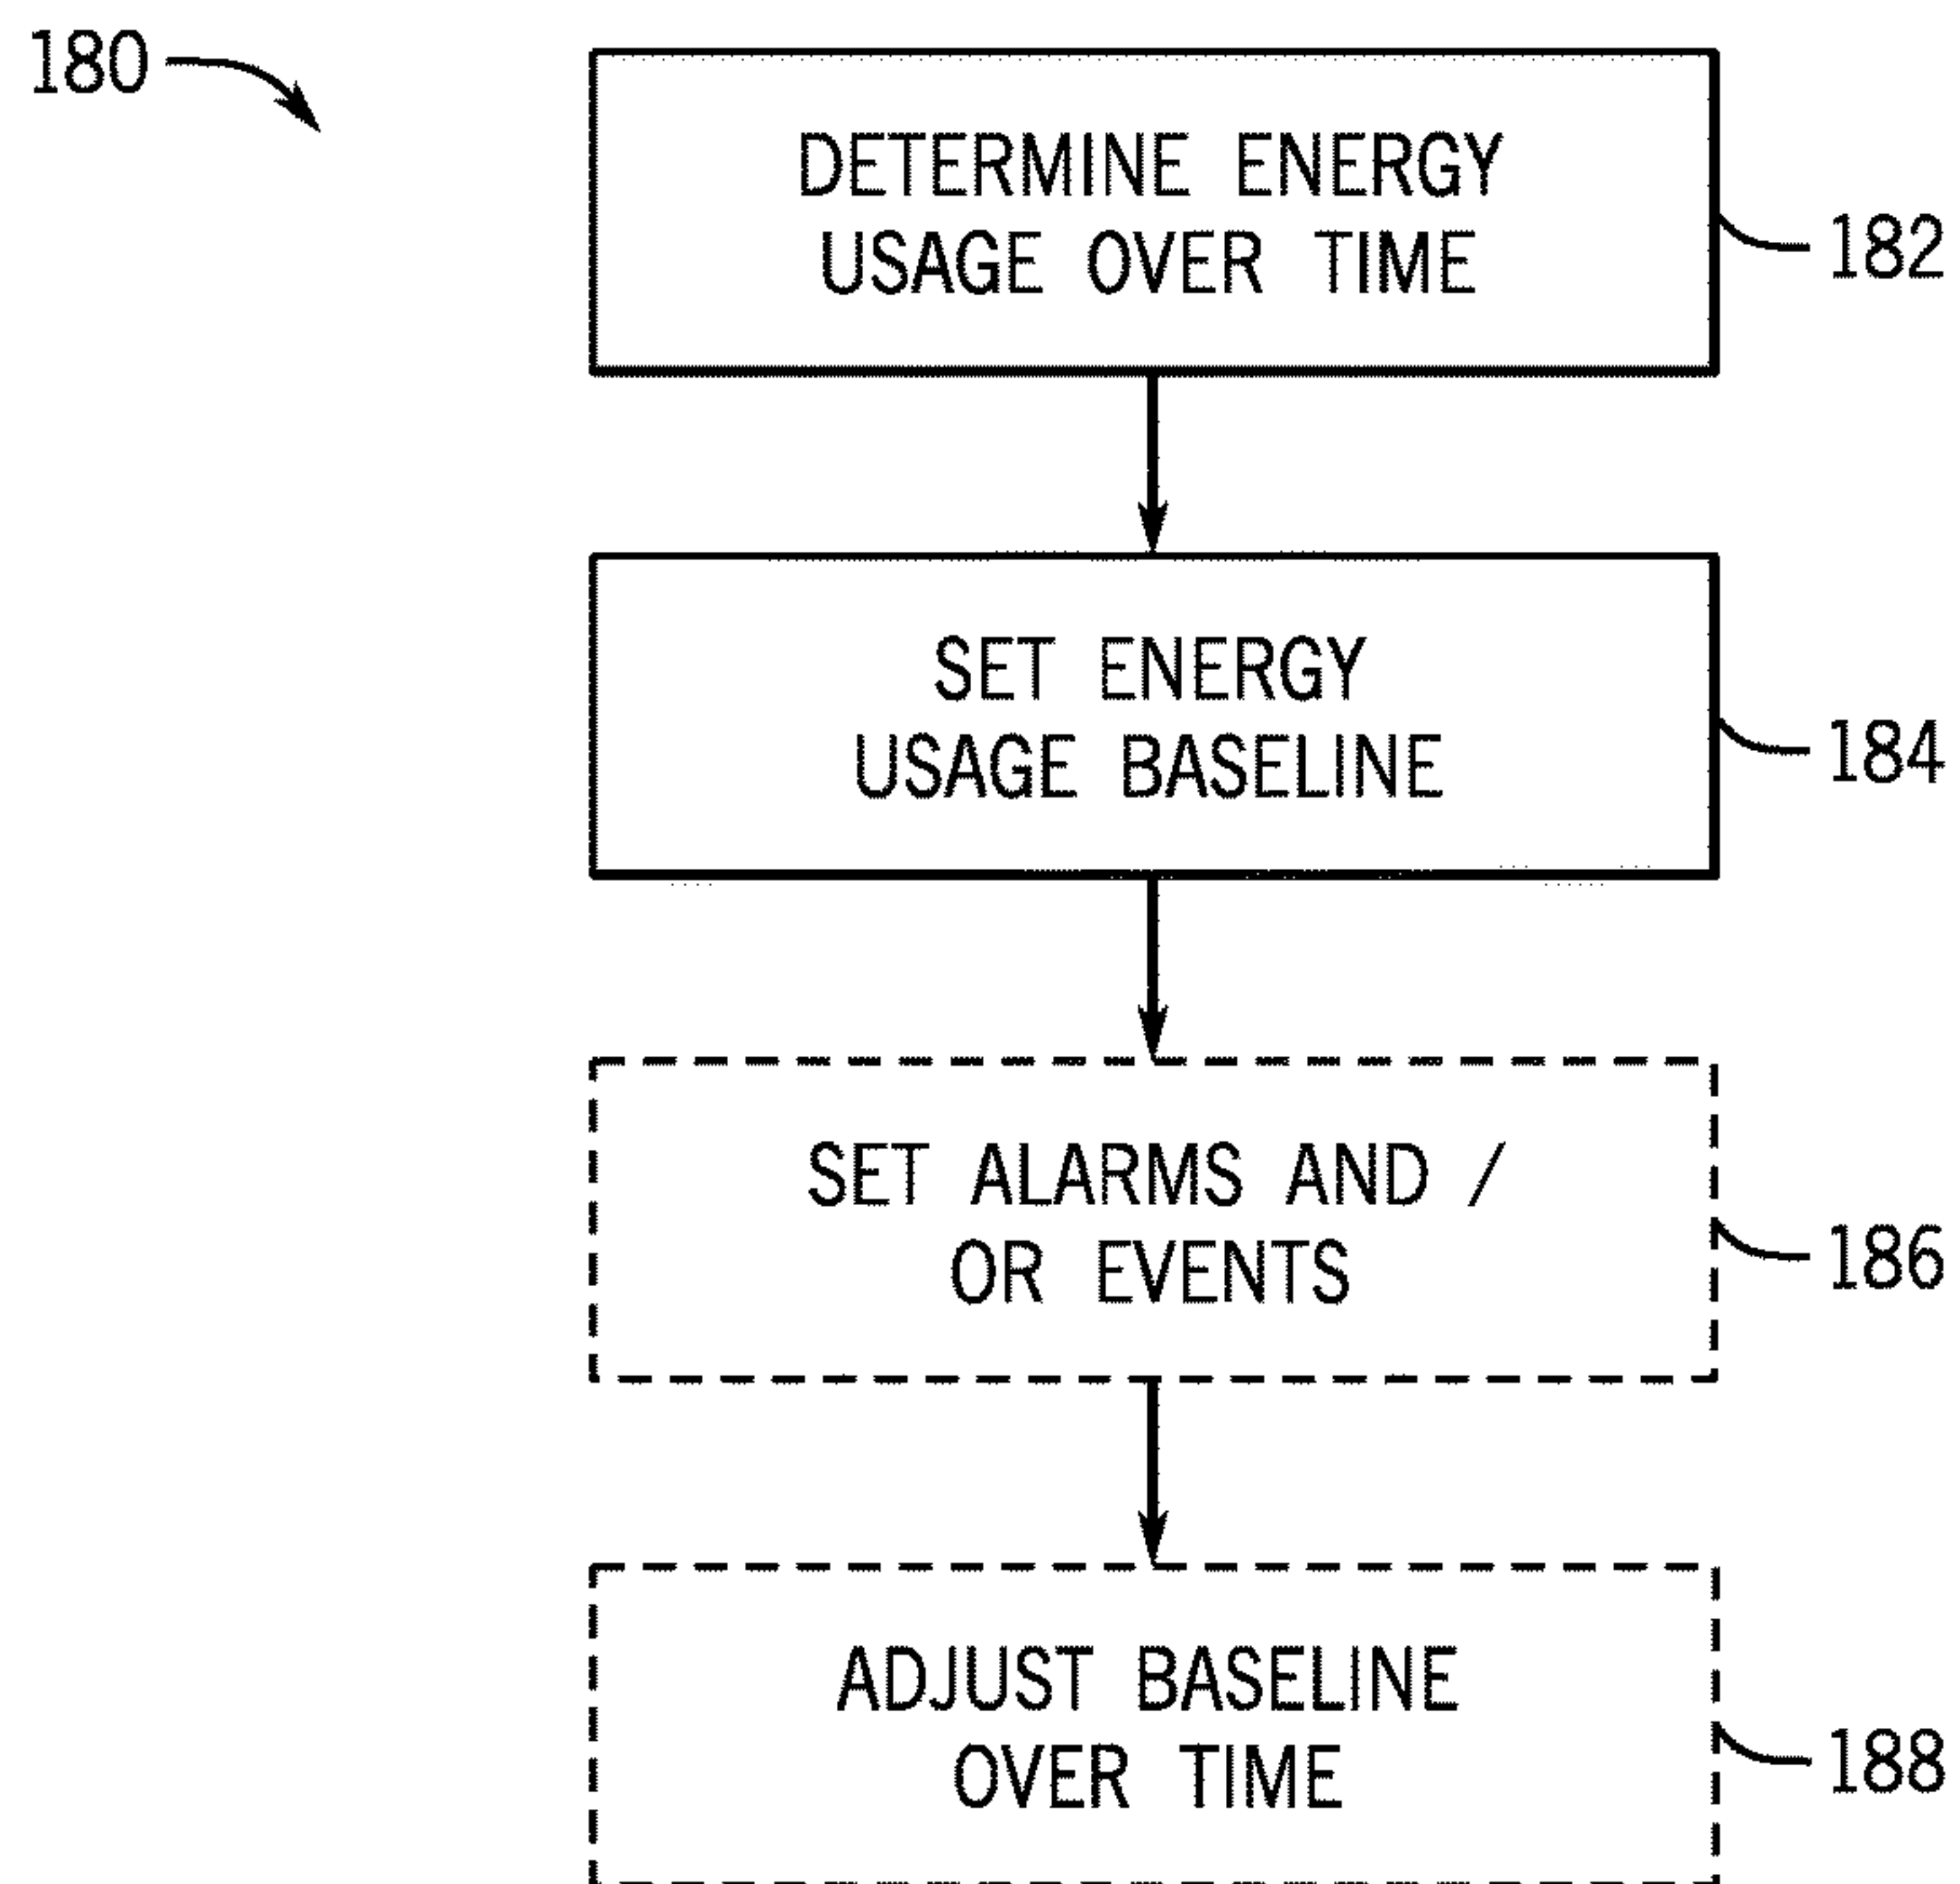 180
DETERMINE ENERGY
USAGE OVER TIME
182
SET ENERGY
USAGE BASELINE
184
SET ALARMS AND /
OR EVENTS
186
ADJUST BASELINE
OVER TIME
188